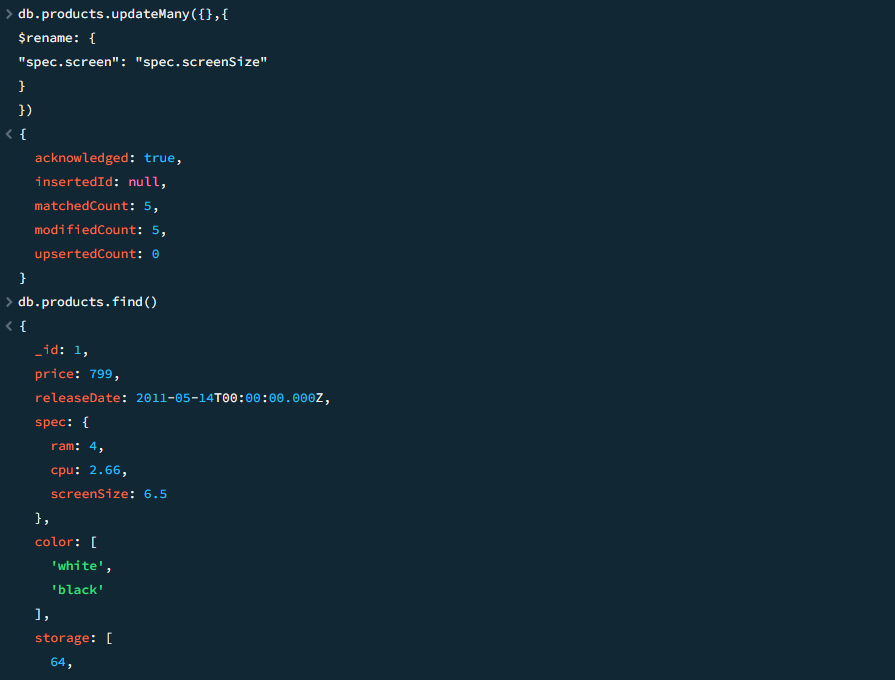 > db.products.updateMany({},{
$rename: {
"spec.screen": "spec.screenSize"
}
})
< {
acknowledged: true,
insertedId: null,
matchedCount: 5,
modifiedCount: 5,
upsertedCount: 0
}
> db.products.find()
< {
_id: 1,
price: 799,
releaseDate: 2011-05-14T00:00:00.000Z,
spec: {
ram: 4,
cpu: 2.66,
screenSize: 6.5
},
color: [
'white',
'black'
],
storage: [
64,